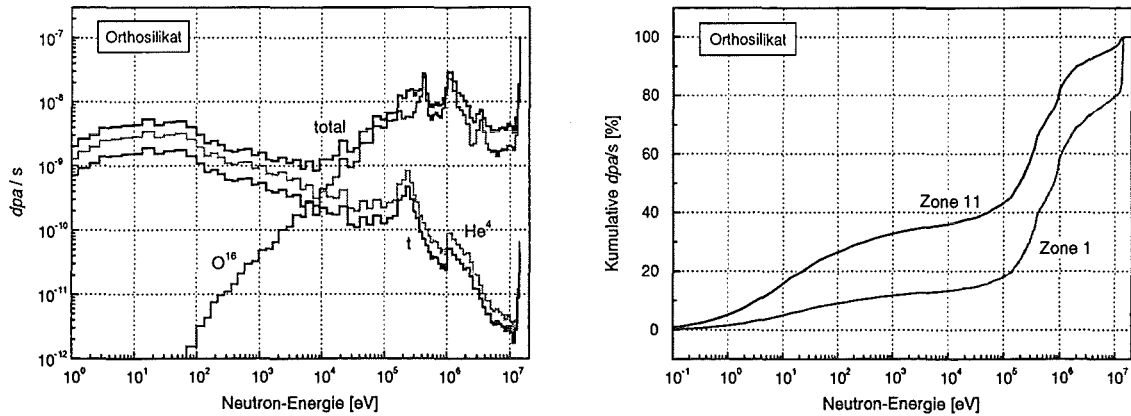 Orthosilikat
dpa / s
10⁻⁷
10⁻⁸
10⁻⁹
10⁻¹⁰
10⁻¹¹
10⁻¹²
total
O¹⁶
t
He⁴
10⁰ 10¹ 10² 10³ 10⁴ 10⁵ 10⁶ 10⁷
Neutron-Energie [eV]
Orthosilikat
Kumulative dpa/s [%]
100
80
60
40
20
0
Zone 11
Zone 1
10⁻¹ 10⁰ 10¹ 10² 10³ 10⁴ 10⁵ 10⁶ 10⁷
Neutron-Energie [eV]